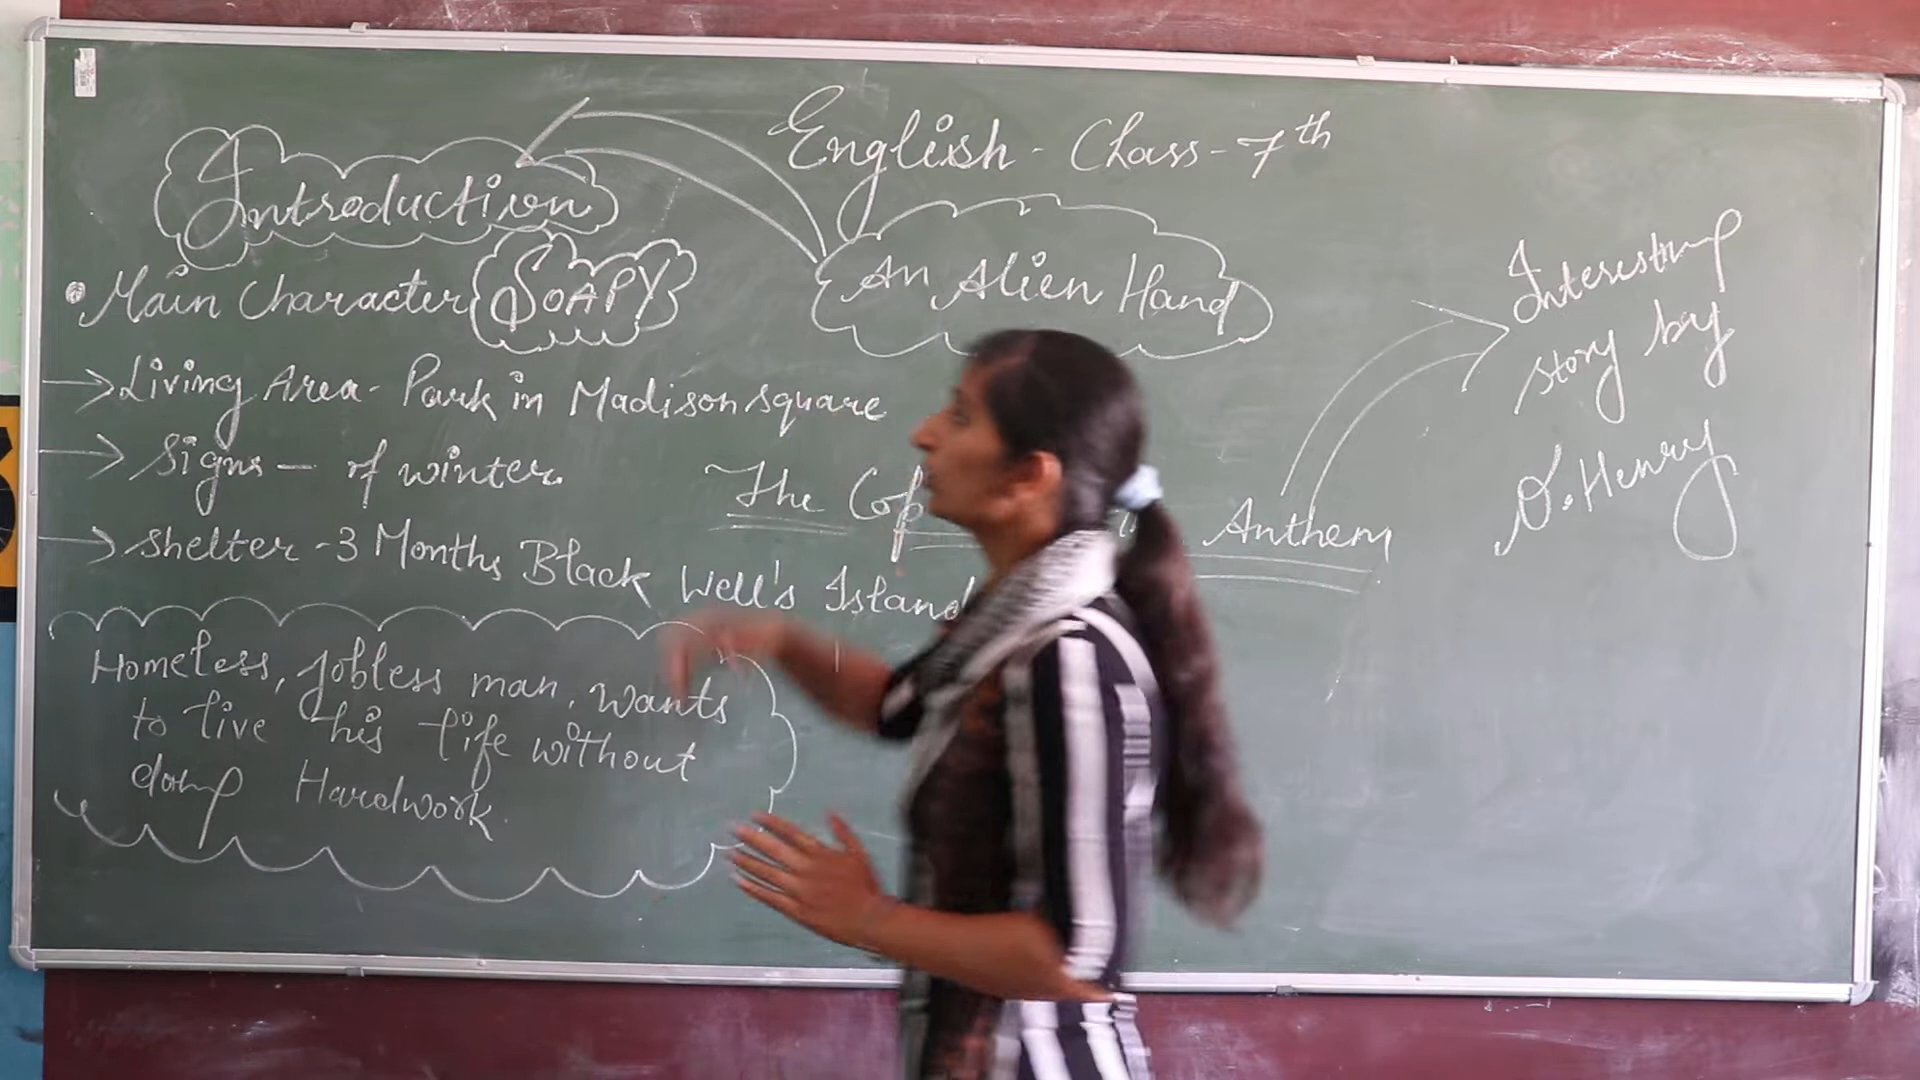 English - Class - 7th
An Alien Hand
Introduction
• Main Character SOAPY
→ Living Area - Park in Madison square
→ Signs - of winter.
→ Shelter - 3 Months Black Well's Island
Homeless, jobless man, wants
to live his life without
doing Hardwork.
The Anthem
Interesting
story by
O. Henry